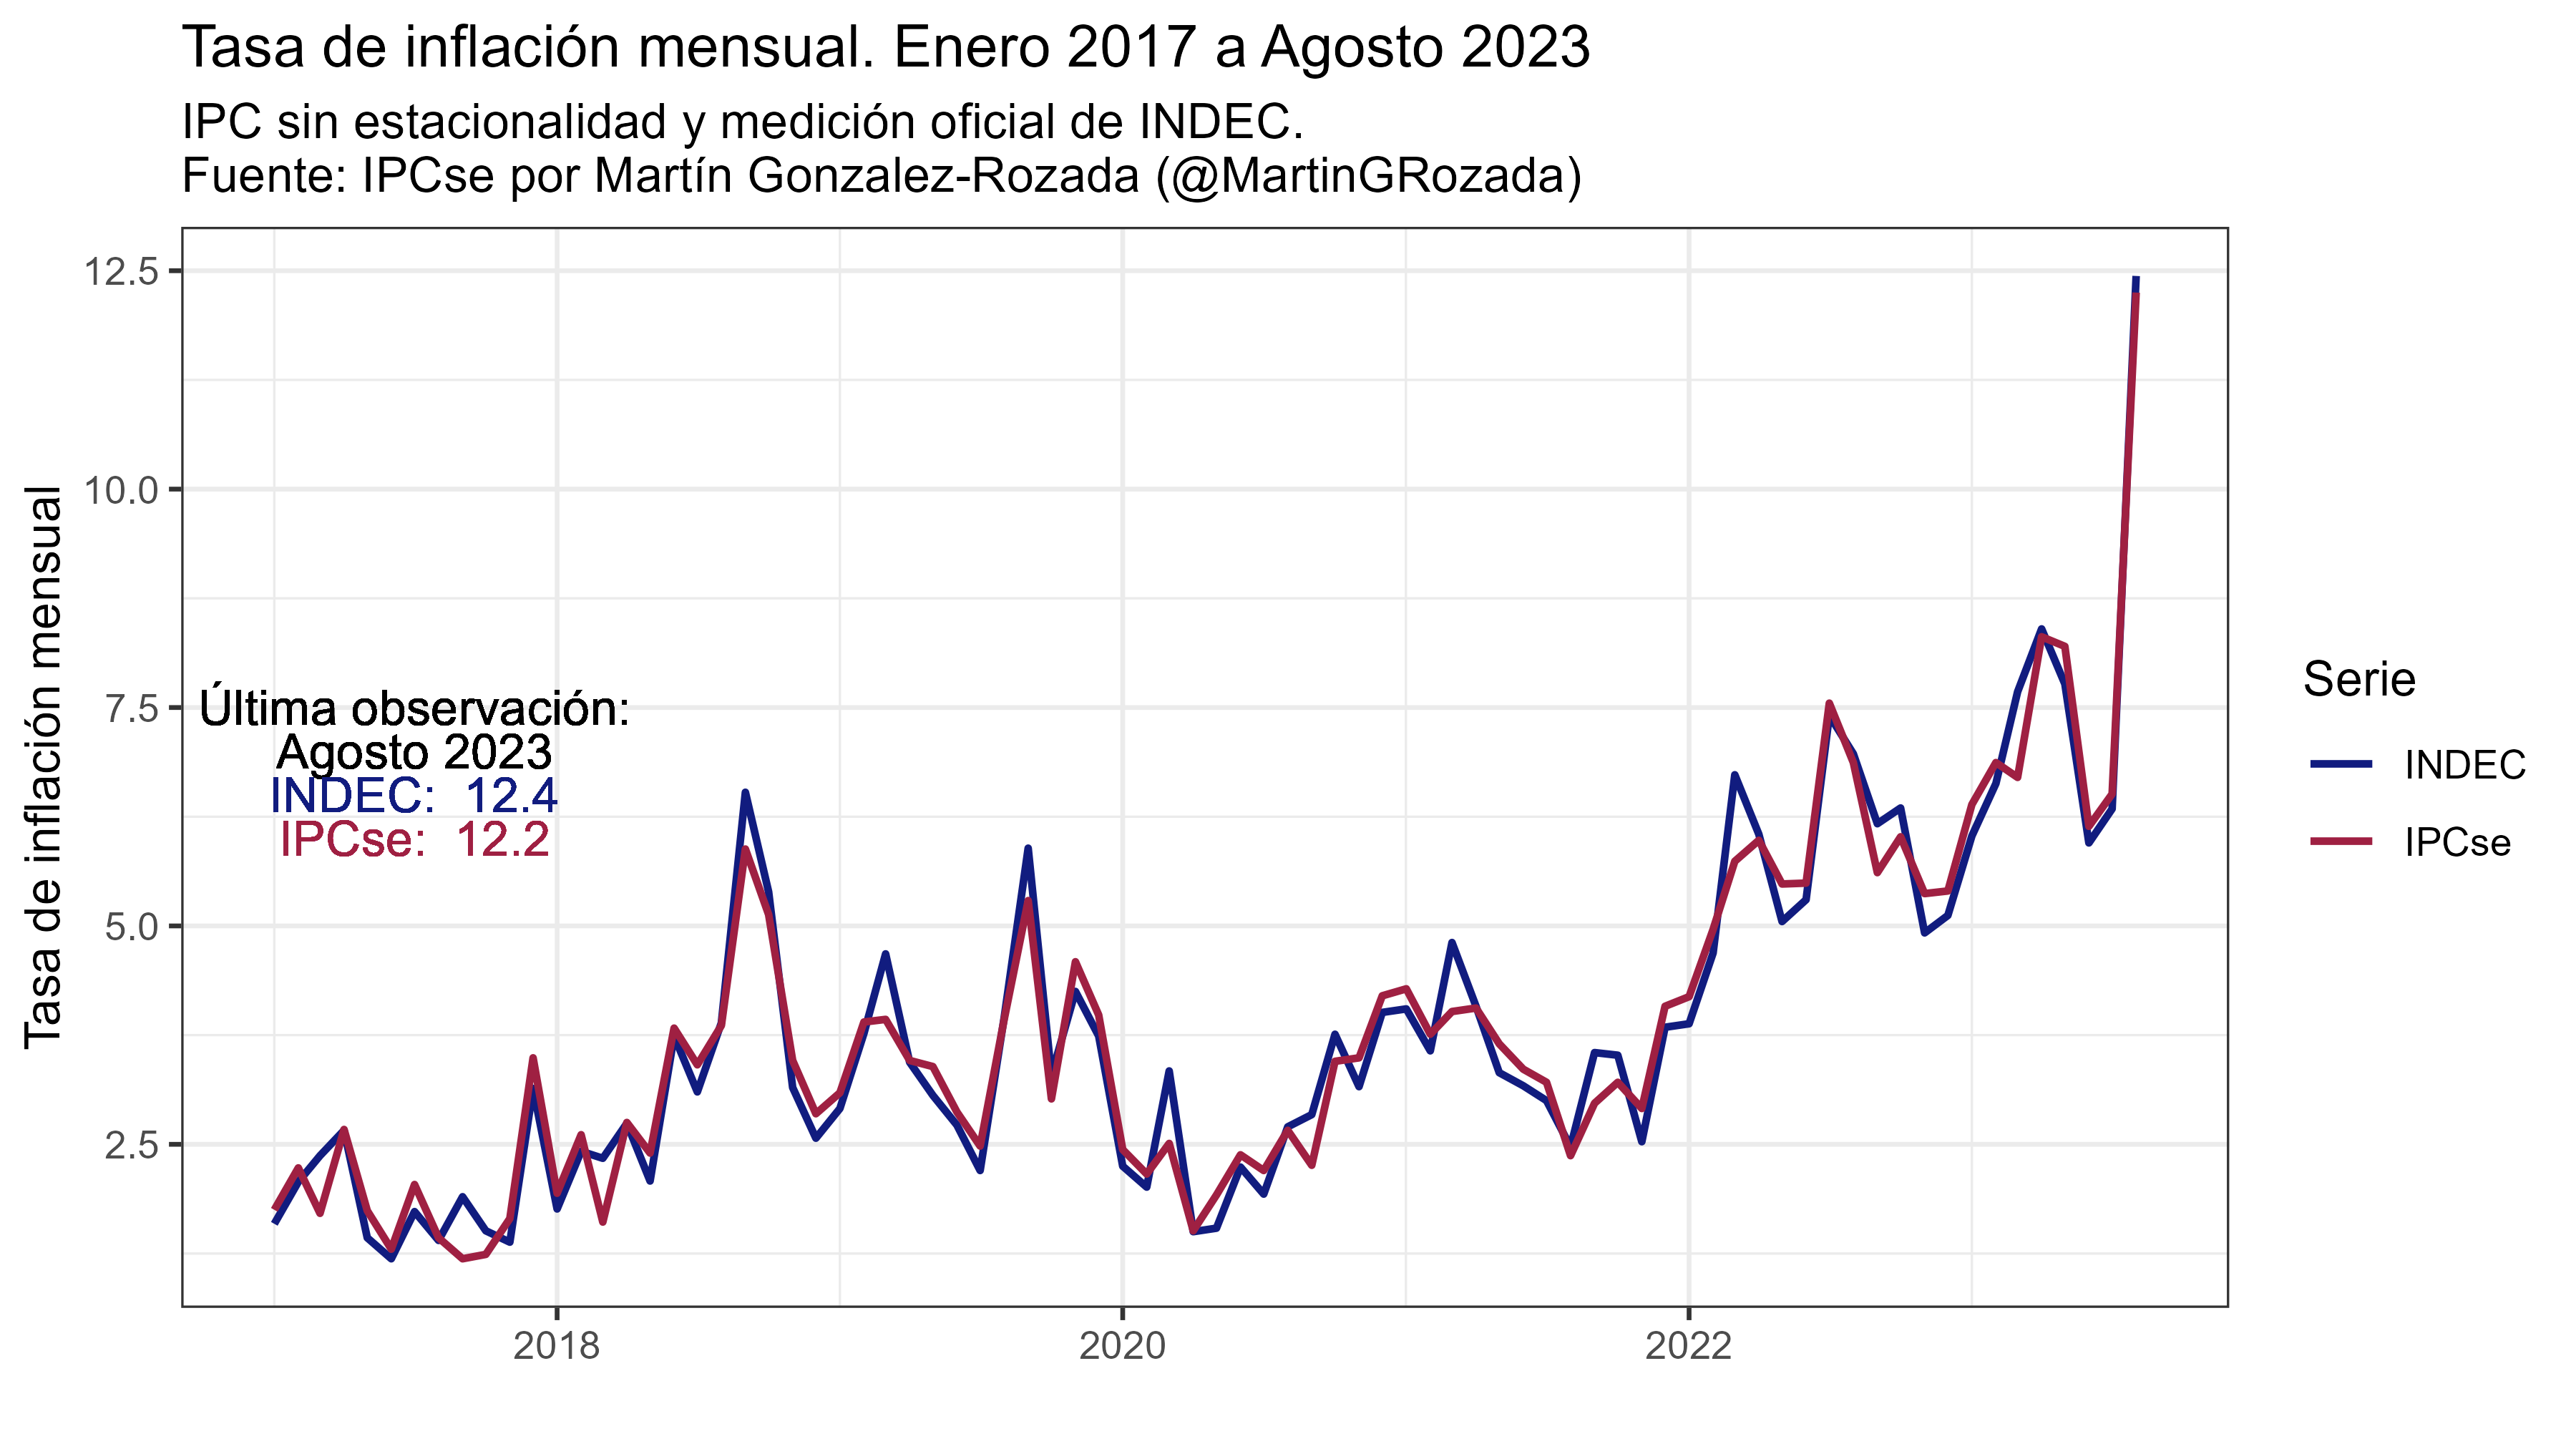 Tasa de inflación mensual. Enero 2017 a Agosto 2023
IPC sin estacionalidad y medición oficial de INDEC.
Fuente: IPCse por Martín Gonzalez-Rozada (@MartinGRozada)
Tasa de inflación mensual
12.5
10.0
7.5
5.0
2.5
Última observación:
Agosto 2023
INDEC: 12.4
IPCse: 12.2
2018
2020
2022
Serie
INDEC
IPCse